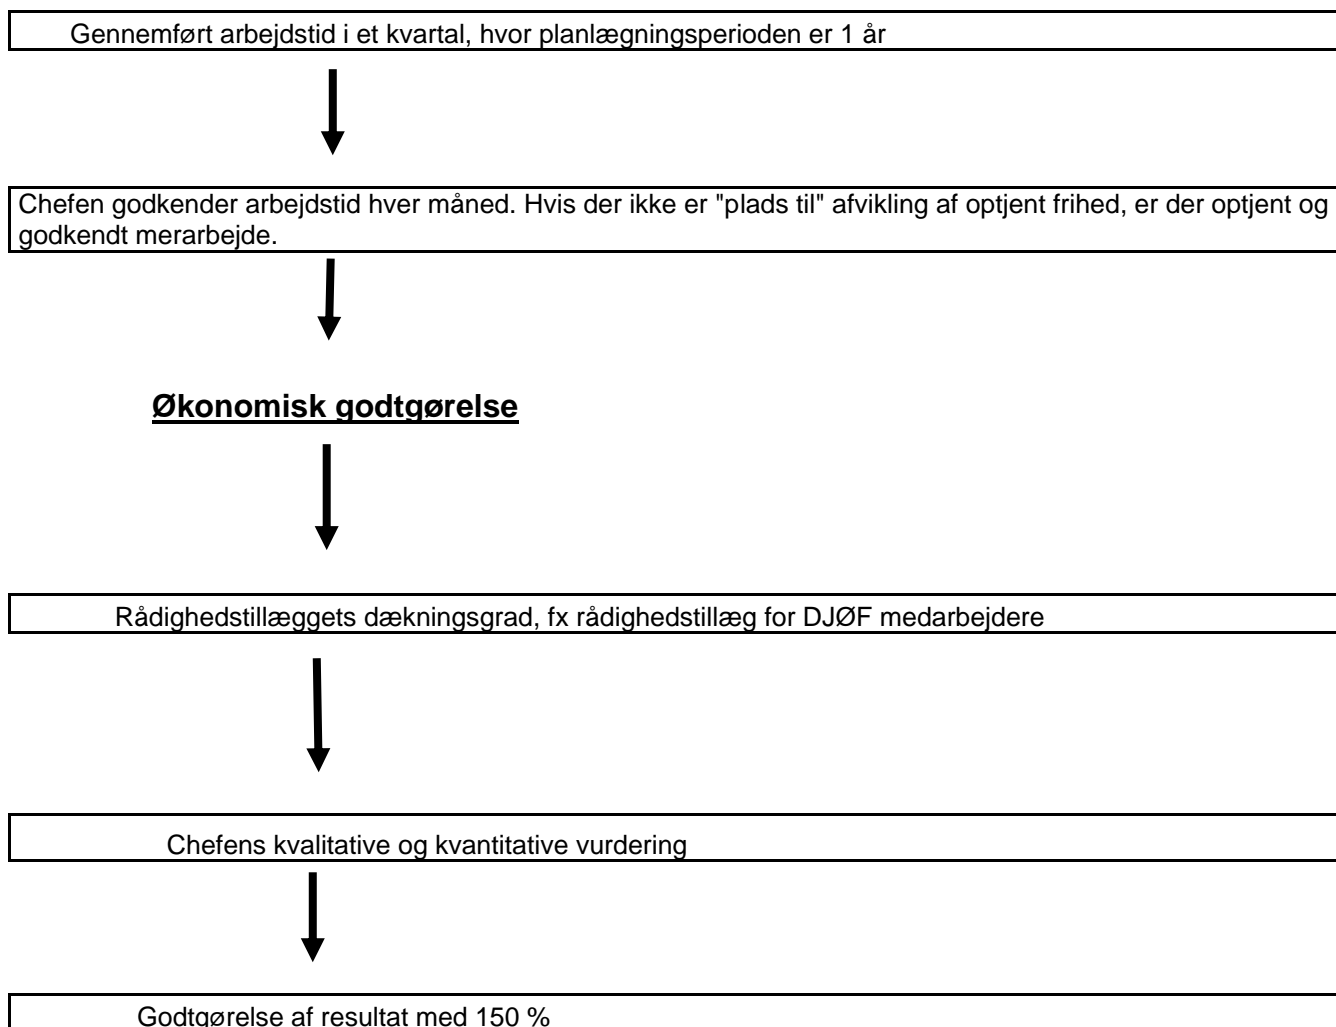 Gennemført arbejdstid i et kvartal, hvor planlægningsperioden er 1 år
Chefen godkender arbejdstid hver måned. Hvis der ikke er "plads til" afvikling af optjent frihed, er der optjent og
godkendt merarbejde.
Økonomisk godtgørelse
Rådighedstillæggets dækningsgrad, fx rådighedstillæg for DJØF medarbejdere
Chefens kvalitative og kvantitative vurdering
Godtgørelse af resultat med 150 %